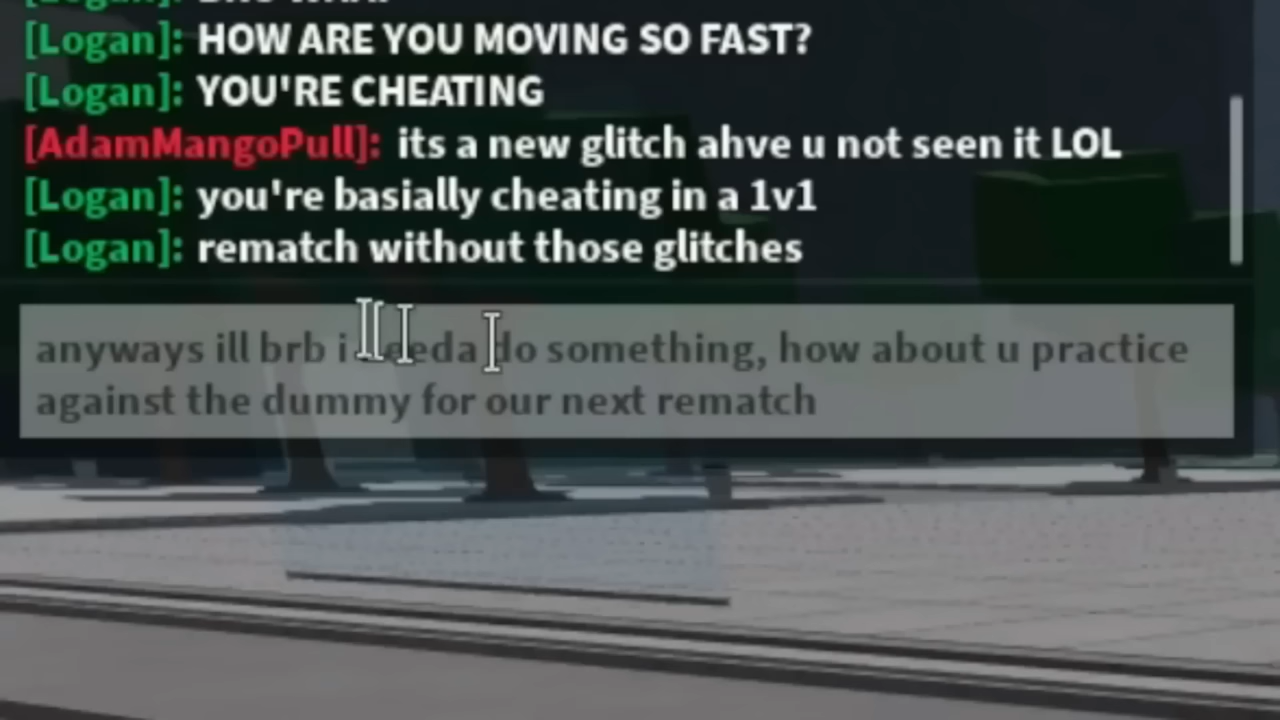 [Logan]: HOW ARE YOU MOVING SO FAST?
[Logan]: YOU'RE CHEATING
[AdamMangoPull]: its a new glitch ahve u not seen it LOL
[Logan]: you're basially cheating in a 1v1
[Logan]: rematch without those glitches
anyways ill brb i needa do something, how about u practice
against the dummy for our next rematch